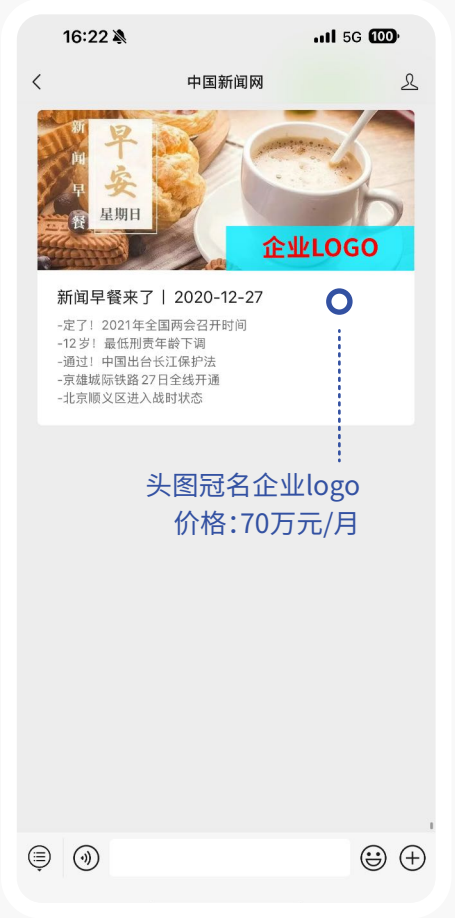 16:22 5G 100
中国新闻网
新闻早餐
早安
星期日
企业LOGO
新闻早餐来了丨 2020-12-27
-定了！2021年全国两会召开时间
-12岁！最低刑责年龄下调
-通过！中国出台长江保护法
-京雄城际铁路27日全线开通
-北京顺义区进入战时状态
头图冠名企业logo
价格：70万元/月